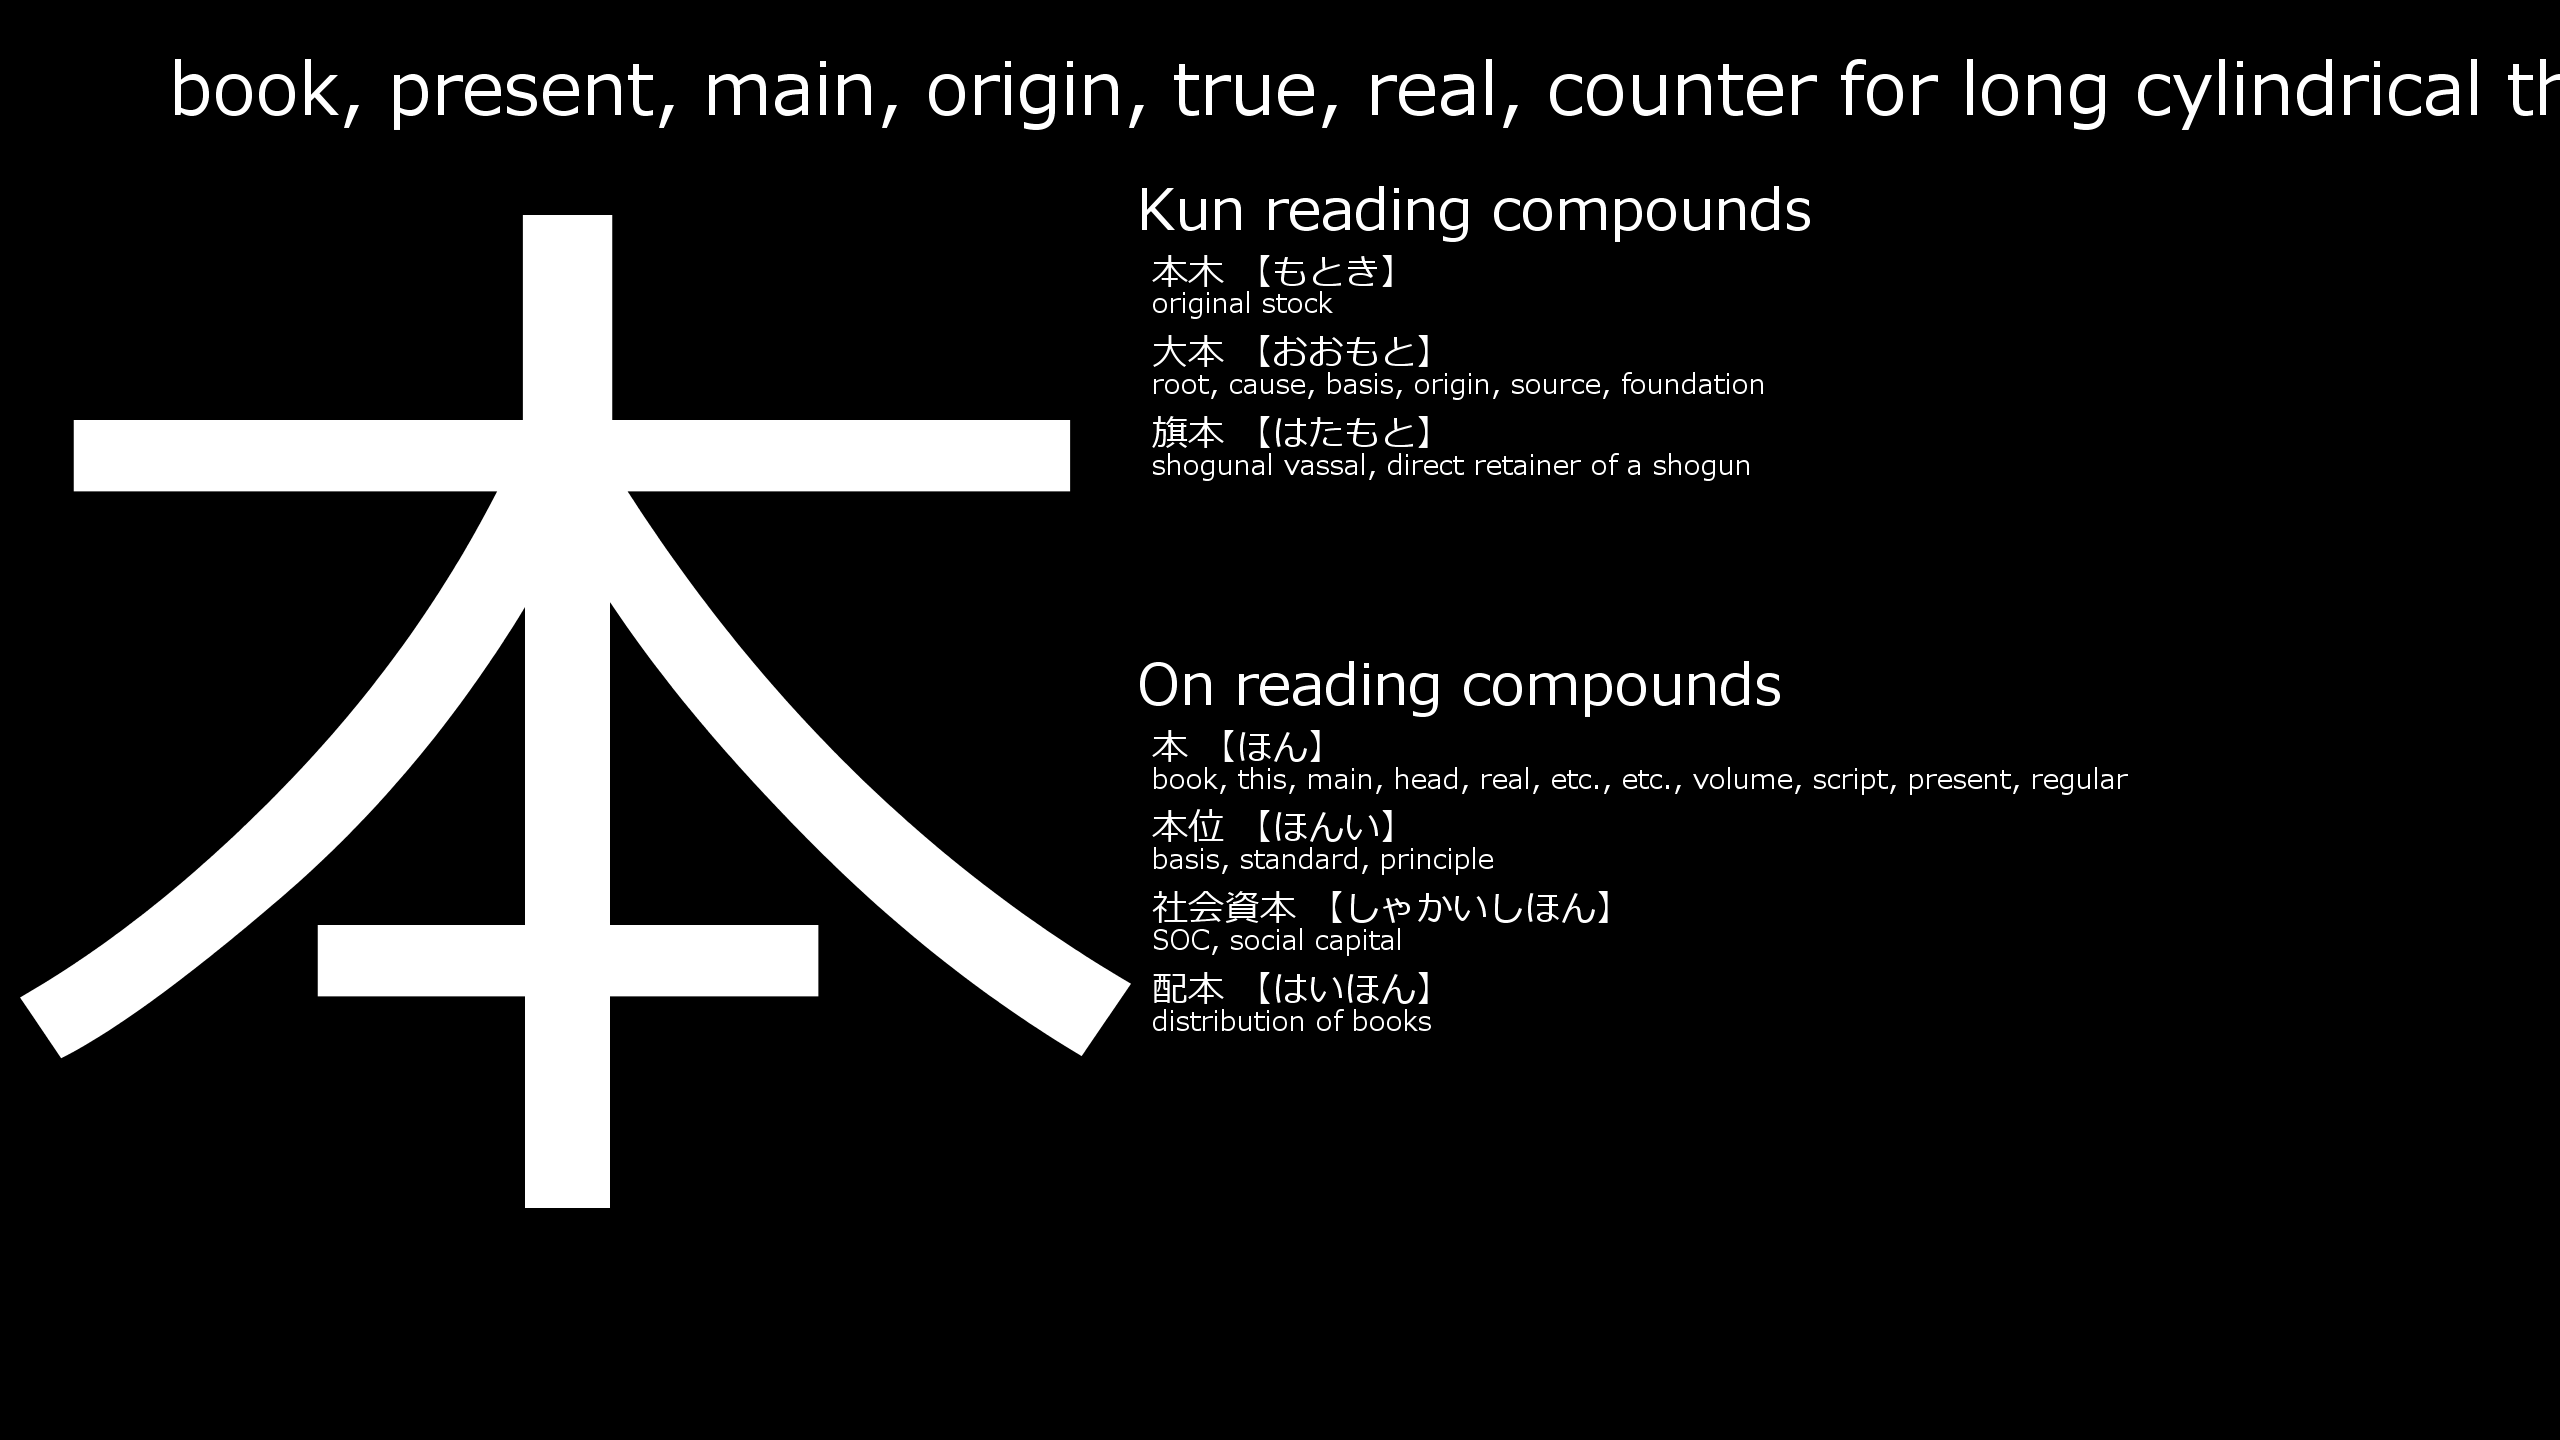 book, present, main, origin, true, real, counter for long cylindrical th
本
Kun reading compounds
本木 【もとき】
original stock
大本 【おおもと】
root, cause, basis, origin, source, foundation
旗本 【はたもと】
shogunal vassal, direct retainer of a shogun
On reading compounds
本 【ほん】
book, this, main, head, real, etc., etc., volume, script, present, regular
本位 【ほんい】
basis, standard, principle
社会資本 【しゃかいしほん】
SOC, social capital
配本 【はいほん】
distribution of books